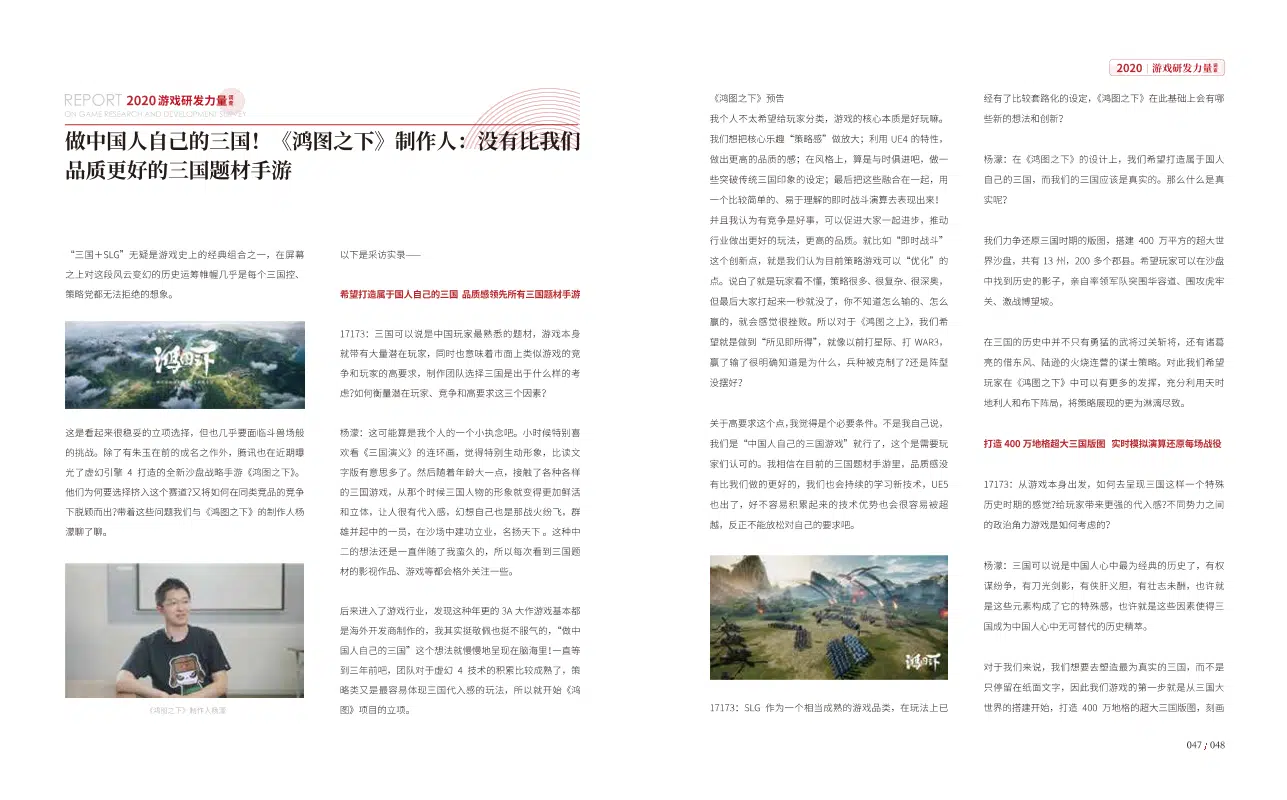 REPORT 2020游戏研发力量调查
ON GAME RESEARCH AND DEVELOPMENT SURVEY
做中国人自己的三国！《鸿图之下》制作人：没有比我们
品质更好的三国题材手游
“三国＋SLG”无疑是游戏史上的经典组合之一，在屏幕
之上对这段风云变幻的历史运筹帷幄几乎是每个三国控、
策略党都无法拒绝的想象。
鸿图之下
这是看起来很稳妥的立项选择，但也几乎要面临斗兽场般
的挑战。除了有朱玉在前的成名之作外，腾讯也在近期曝
光了虚幻引擎 4 打造的全新沙盘战略手游《鸿图之下》。
他们为何要选择挤入这个赛道?又将如何在同类竞品的竞争
下脱颖而出?带着这些问题我们与《鸿图之下》的制作人杨
濛聊了聊。
《鸿图之下》制作人杨濛
以下是采访实录——
希望打造属于国人自己的三国 品质感领先所有三国题材手游
17173：三国可以说是中国玩家最熟悉的题材，游戏本身
就带有大量潜在玩家，同时也意味着市面上类似游戏的竞
争和玩家的高要求，制作团队选择三国是出于什么样的考
虑?如何衡量潜在玩家、竞争和高要求这三个因素?
杨濛：这可能算是我个人的一个小执念吧。小时候特别喜
欢看《三国演义》的连环画，觉得特别生动形象，比读文
字版有意思多了。然后随着年龄大一点，接触了各种各样
的三国游戏，从那个时候三国人物的形象就变得更加鲜活
和立体，让人很有代入感，幻想自己也是那战火纷飞，群
雄并起中的一员，在沙场中建功立业，名扬天下 。这种中
二的想法还是一直伴随了我蛮久的，所以每次看到三国题
材的影视作品、游戏等都会格外关注一些。
后来进入了游戏行业，发现这种年更的 3A 大作游戏基本都
是海外开发商制作的，我其实挺敬佩也挺不服气的，“做中
国人自己的三国”这个想法就慢慢地呈现在脑海里!一直等
到三年前吧，团队对于虚幻 4 技术的积累比较成熟了，策
略类又是最容易体现三国代入感的玩法，所以就开始《鸿
图》项目的立项。
2020 游戏研发力量调查
《鸿图之下》预告
我个人不太希望给玩家分类，游戏的核心本质是好玩嘛。
我们想把核心乐趣“策略感”做放大；利用 UE4 的特性，
做出更高的品质的感；在风格上，算是与时俱进吧，做一
些突破传统三国印象的设定；最后把这些融合在一起，用
一个比较简单的、易于理解的即时战斗演算去表现出来!
并且我认为有竞争是好事，可以促进大家一起进步，推动
行业做出更好的玩法，更高的品质。就比如“即时战斗”
这个创新点，就是我们认为目前策略游戏可以“优化”的
点。说白了就是玩家看不懂，策略很多、很复杂、很深奥，
但最后大家打起来一秒就没了，你不知道怎么输的、怎么
赢的，就会感觉很挫败。所以对于《鸿图之上》，我们希
望就是做到“所见即所得”，就像以前打星际、打 WAR3，
赢了输了很明确知道是为什么，兵种被克制了?还是阵型
没摆好?
关于高要求这个点,我觉得是个必要条件。不是我自己说，
我们是“中国人自己的三国游戏”就行了，这个是需要玩
家们认可的。我相信在目前的三国题材手游里，品质感没
有比我们做的更好的，我们也会持续的学习新技术，UE5
也出了，好不容易积累起来的技术优势也会很容易被超
越，反正不能放松对自己的要求吧。
鸿图之下
17173：SLG 作为一个相当成熟的游戏品类，在玩法上已
经有了比较套路化的设定，《鸿图之下》在此基础上会有哪
些新的想法和创新？
杨濛：在《鸿图之下》的设计上，我们希望打造属于国人
自己的三国，而我们的三国应该是真实的。那么什么是真
实呢？
我们力争还原三国时期的版图，搭建 400 万平方的超大世
界沙盘，共有 13 州，200 多个郡县。希望玩家可以在沙盘
中找到历史的影子，亲自率领军队突围华容道、围攻虎牢
关、激战博望坡。
在三国的历史中并不只有勇猛的武将过关斩将，还有诸葛
亮的借东风、陆逊的火烧连营的谋士策略。对此我们希望
玩家在《鸿图之下》中可以有更多的发挥，充分利用天时
地利人和布下阵局，将策略展现的更为淋漓尽致。
打造 400 万地格超大三国版图 实时模拟演算还原每场战役
17173：从游戏本身出发，如何去呈现三国这样一个特殊
历史时期的感觉?给玩家带来更强的代入感?不同势力之间
的政治角力游戏是如何考虑的？
杨濛：三国可以说是中国人心中最为经典的历史了，有权
谋纷争，有刀光剑影，有侠肝义胆，有壮志未酬，也许就
是这些元素构成了它的特殊感，也许就是这些因素使得三
国成为中国人心中无可替代的历史精萃。
对于我们来说，我们想要去塑造最为真实的三国，而不是
只停留在纸面文字，因此我们游戏的第一步就是从三国大
世界的搭建开始，打造 400 万地格的超大三国版图，刻画
047 / 048